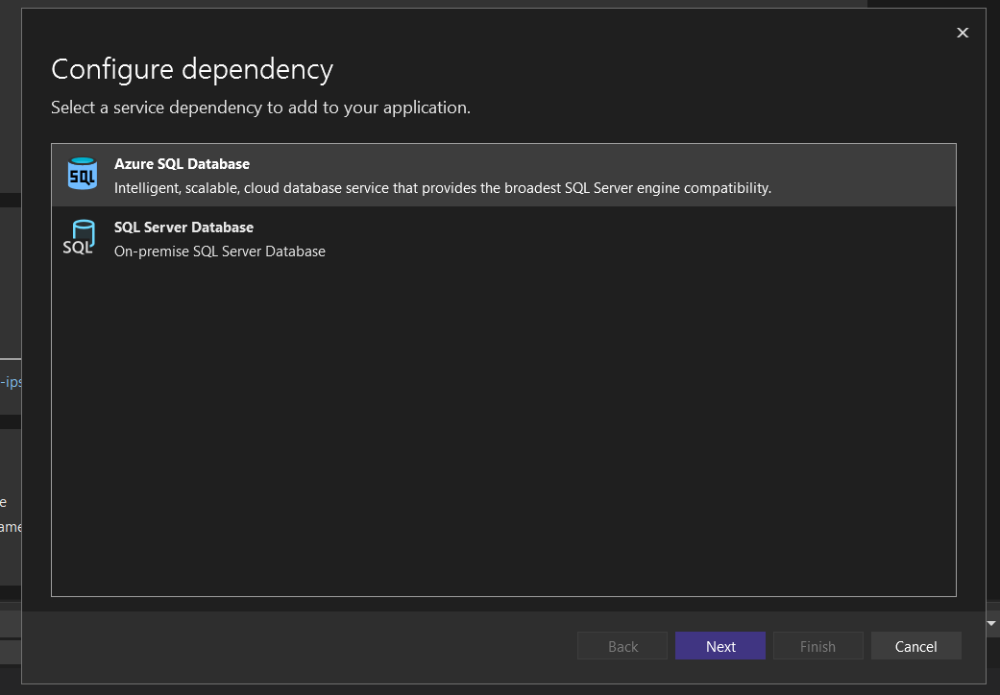 Configure dependency
Select a service dependency to add to your application.
SQL
Azure SQL Database
Intelligent, scalable, cloud database service that provides the broadest SQL Server engine compatibility.
SQL
SQL Server Database
On-premise SQL Server Database
-ips
e
ame
Back
Next
Finish
Cancel